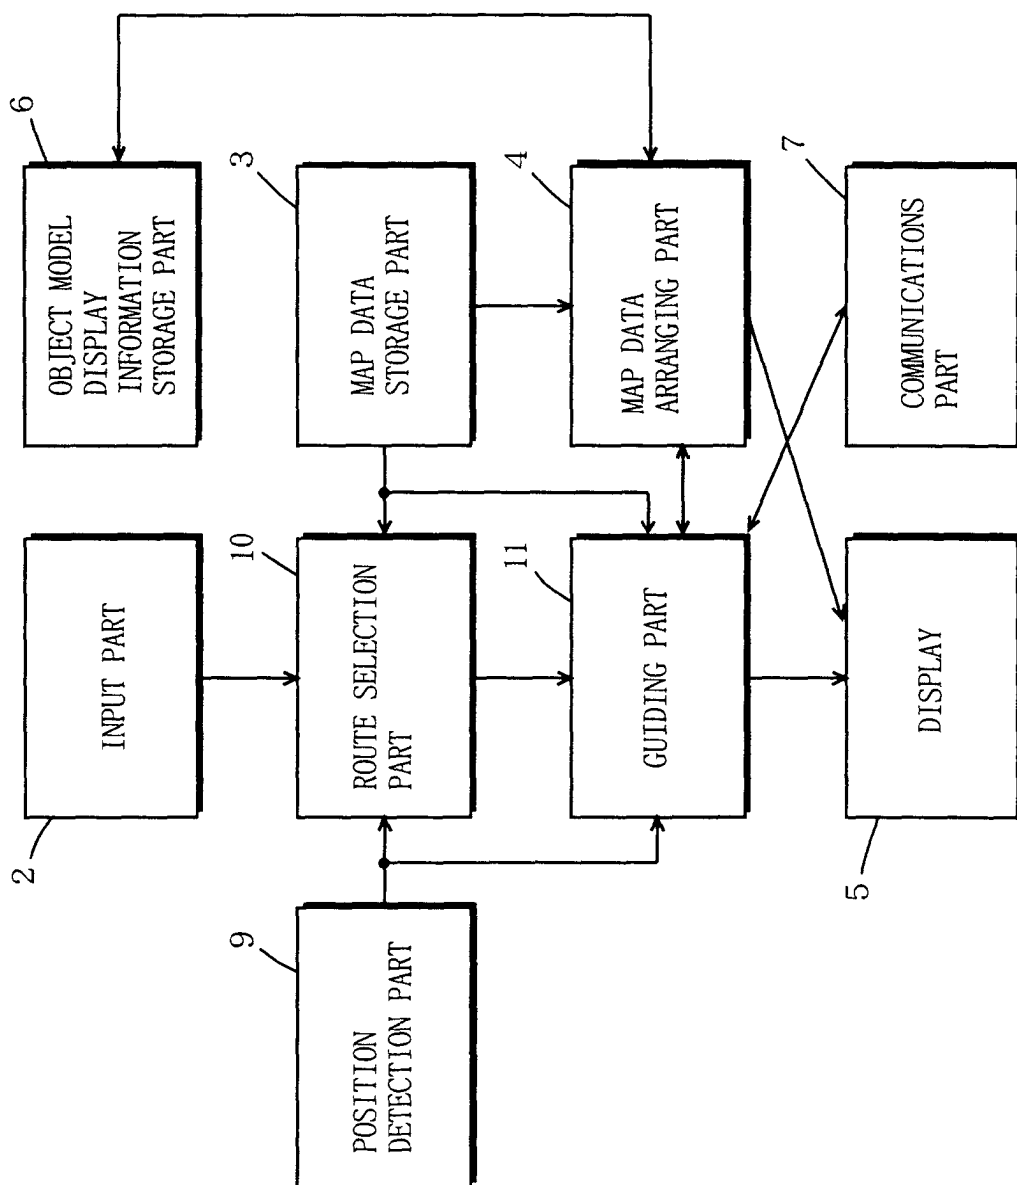 6
OBJECT MODEL
DISPLAY
INFORMATION
STORAGE PART
2
INPUT PART
3
MAP DATA
STORAGE PART
10
ROUTE SELECTION
PART
9
POSITION
DETECTION PART
4
MAP DATA
ARRANGING PART
11
GUIDING PART
7
COMMUNICATIONS
PART
5
DISPLAY